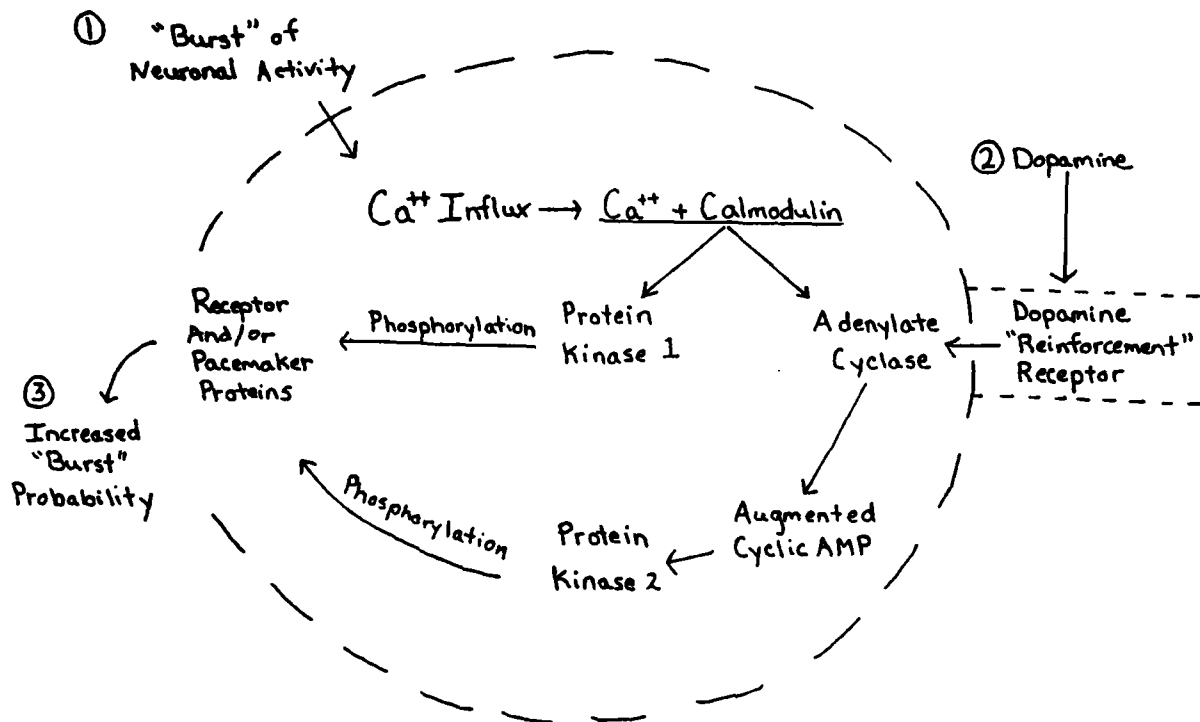 ① "Burst" of
Neuronal Activity
② Dopamine
Ca⁺⁺ Influx → Ca⁺⁺ + Calmodulin
Receptor
And/or
Pacemaker
Proteins
Phosphorylation
Protein
Kinase 1
Adenylate
Cyclase
Dopamine
"Reinforcement"
Receptor
③
Increased
"Burst"
Probability
Phosphorylation
Protein
Kinase 2
Augmented
Cyclic AMP